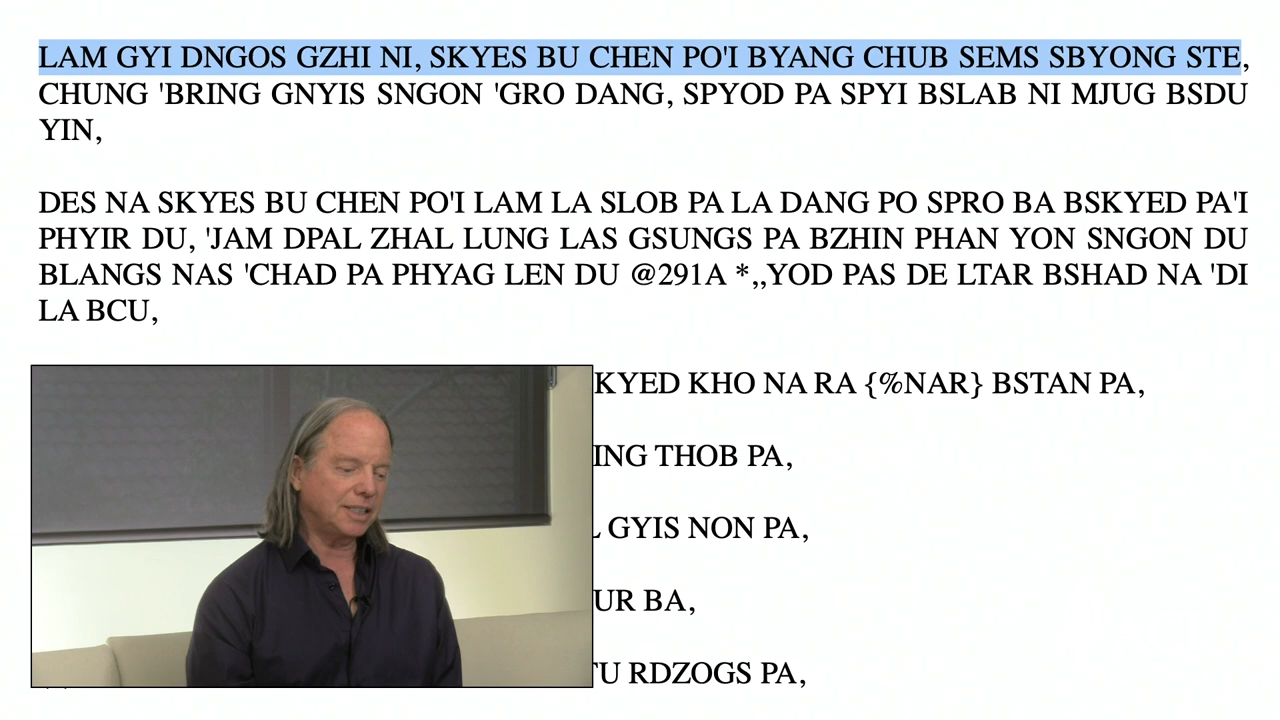 LAM GYI DNGOS GZHI NI, SKYES BU CHEN PO'I BYANG CHUB SEMS SBYONG STE,
CHUNG 'BRING GNYIS SNGON 'GRO DANG, SPYOD PA SPYI BSLAB NI MJUG BSDU
YIN,
DES NA SKYES BU CHEN PO'I LAM LA SLOB PA LA DANG PO SPRO BA BSKYED PA'I
PHYIR DU, 'JAM DPAL ZHAL LUNG LAS GSUNGS PA BZHIN PHAN YON SNGON DU
BLANGS NAS 'CHAD PA PHYAG LEN DU @291A *,,YOD PAS DE LTAR BSHAD NA 'DI
LA BCU,
KYED KHO NA RA {%NAR} BSTAN PA,
ING THOB PA,
L GYIS NON PA,
UR BA,
TU RDZOGS PA,